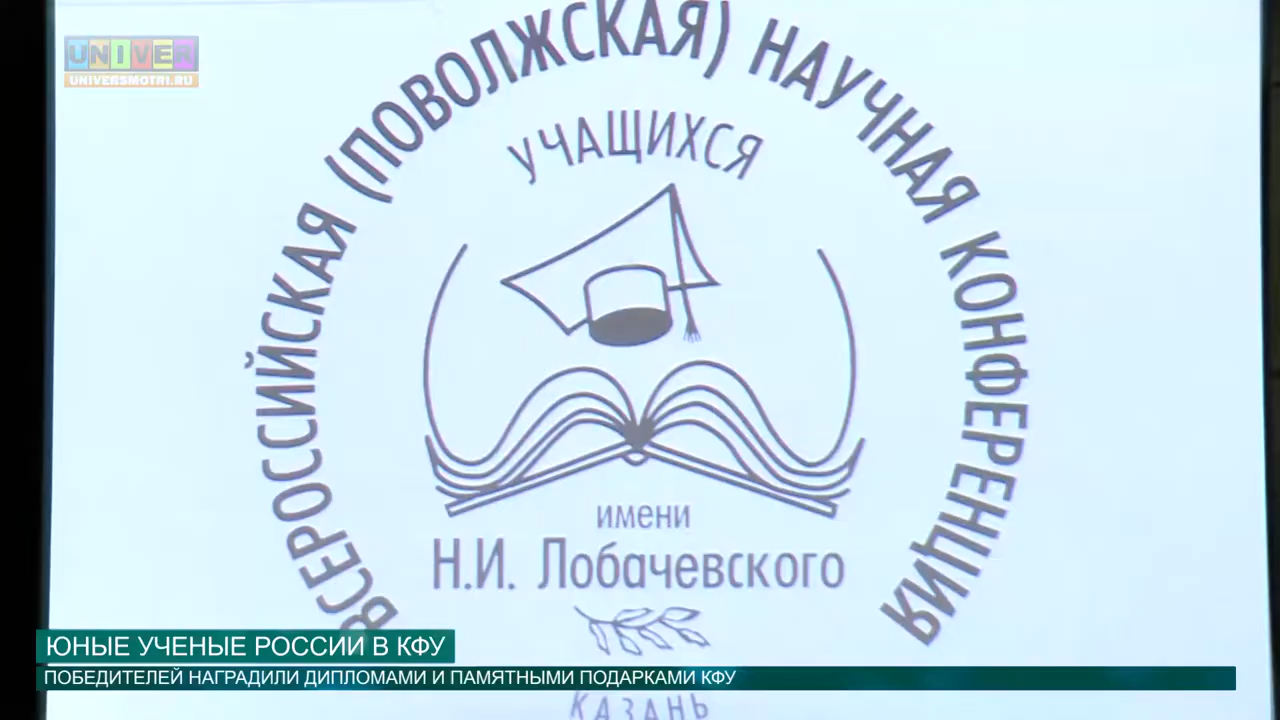 UNIVER
UNIVERSMOTRI.RU
ВСЕРОССИЙСКАЯ (ПОВОЛЖСКАЯ) НАУЧНАЯ КОНФЕРЕНЦИЯ
УЧАЩИХСЯ
имени
Н.И. Лобачевского
КАЗАНЬ
ЮНЫЕ УЧЕНЫЕ РОССИИ В КФУ
ПОБЕДИТЕЛЕЙ НАГРАДИЛИ ДИПЛОМАМИ И ПАМЯТНЫМИ ПОДАРКАМИ КФУ